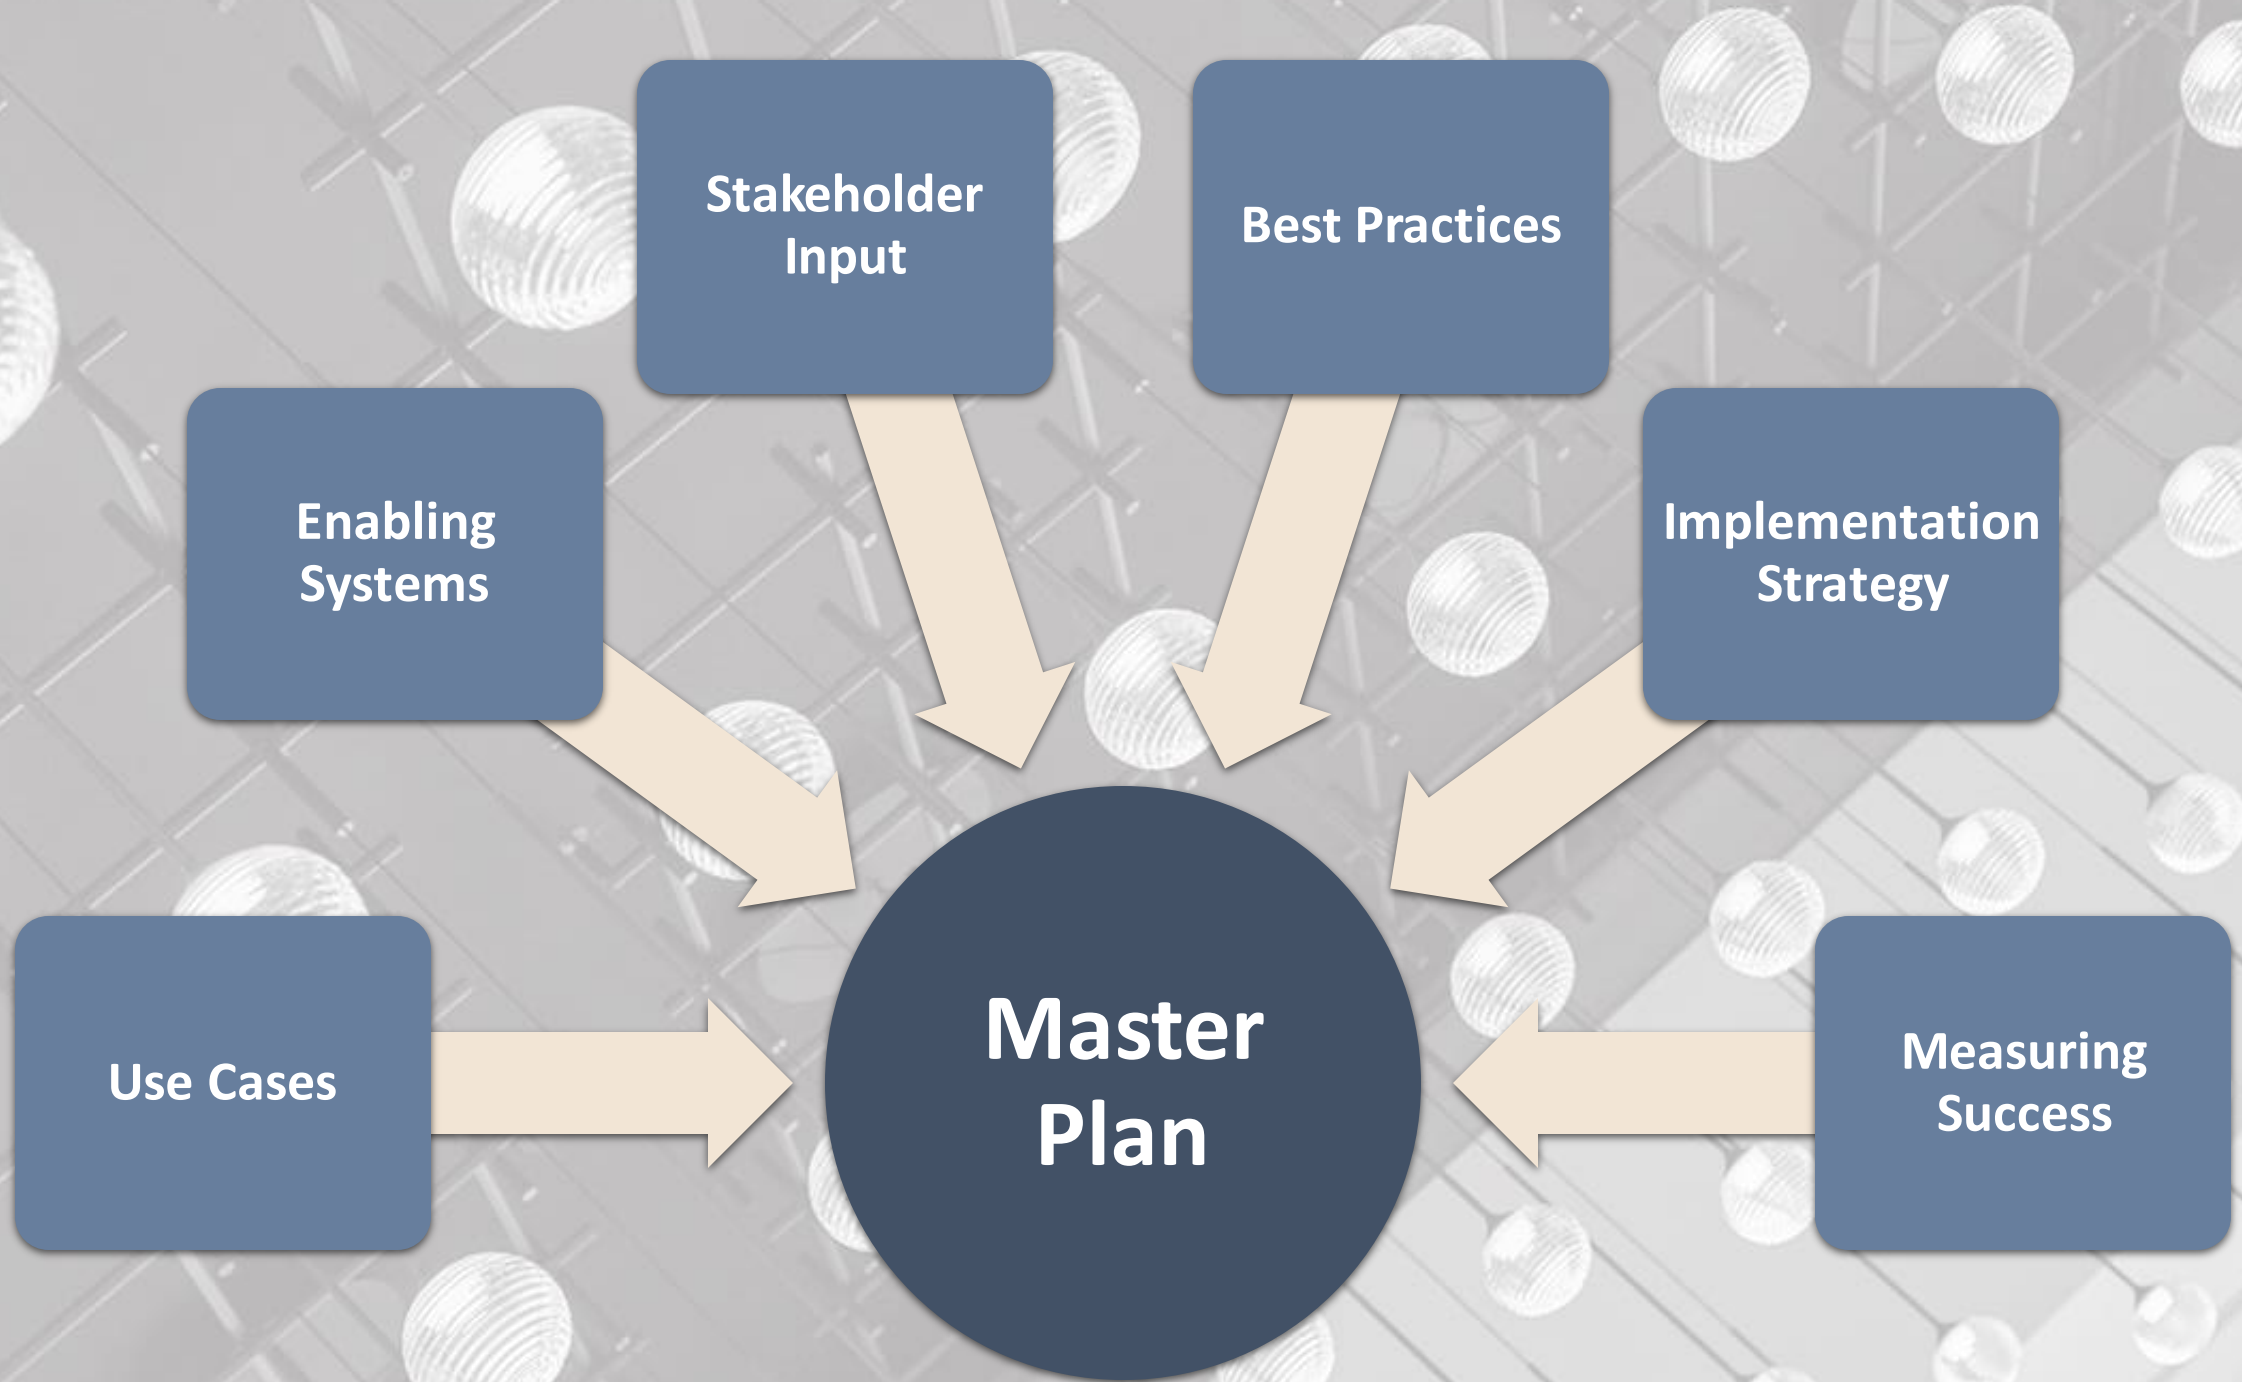 Stakeholder
Input
Best Practices
Enabling
Systems
Implementation
Strategy
Use Cases
Master
Plan
Measuring
Success